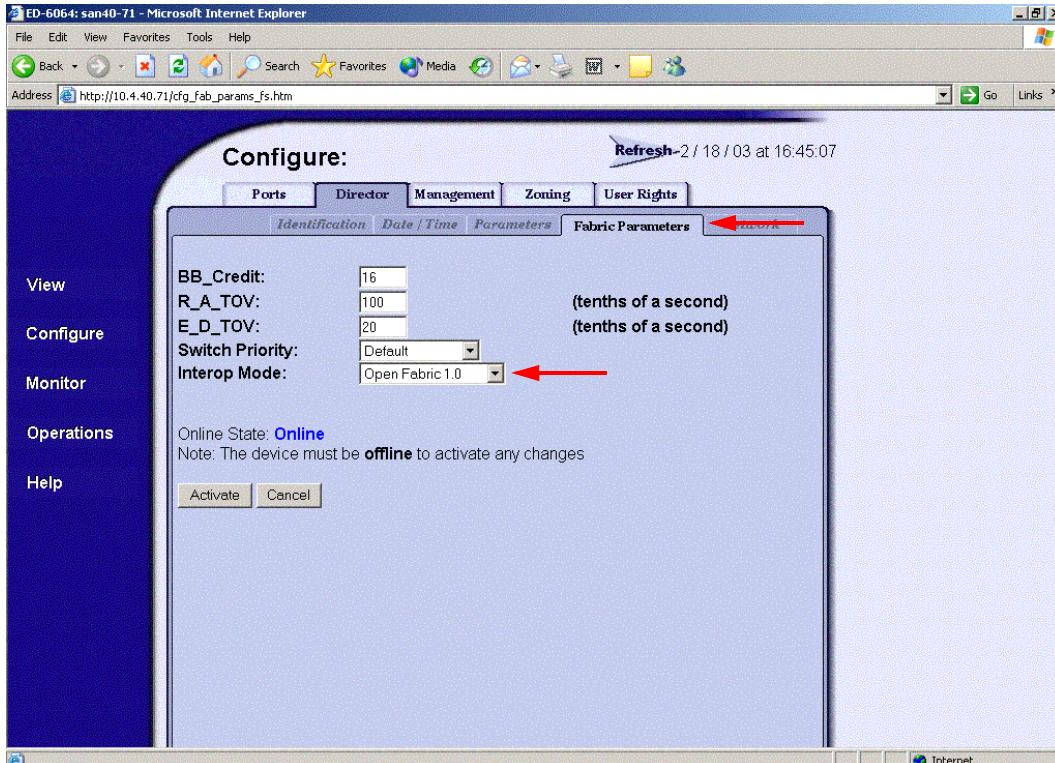 ED-6064: san40-71 - Microsoft Internet Explorer
File Edit View Favorites Tools Help
Back Search Favorites Media
Address http://10.4.40.71/cfg_fab_params_fs.htm Go Links
Configure: Refresh-2 / 18 / 03 at 16:45:07
Ports Director Management Zoning User Rights
Identification Date / Time Parameters Fabric Parameters
View
Configure
Monitor
Operations
Help
BB_Credit: 16
R_A_TOV: 100 (tenths of a second)
E_D_TOV: 20 (tenths of a second)
Switch Priority: Default
Interop Mode: Open Fabric 1.0
Online State: Online
Note: The device must be offline to activate any changes
Activate Cancel
Internet